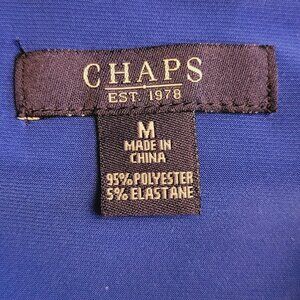 CHAPS
EST. 1978
M
MADE IN
CHINA
95% POLYESTER
5% ELASTANE